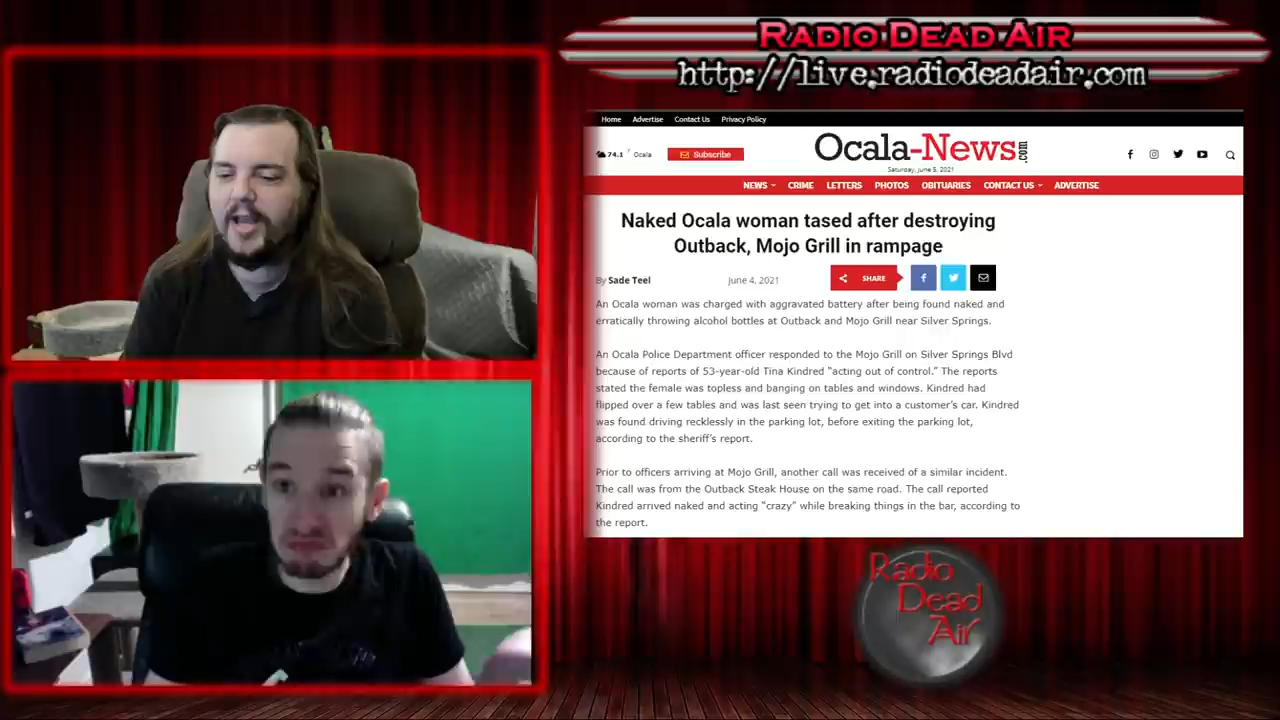 RADIO DEAD AIR
http://live.radiodeadair.com
Home Advertise Contact Us Privacy Policy
74.1 F Ocala
Subscribe
Ocala-News.com
Saturday, June 5, 2021
NEWS CRIME LETTERS PHOTOS OBITUARIES CONTACT US ADVERTISE
Naked Ocala woman tased after destroying
Outback, Mojo Grill in rampage
By Sade Teel June 4, 2021
SHARE
An Ocala woman was charged with aggravated battery after being found naked and
erratically throwing alcohol bottles at Outback and Mojo Grill near Silver Springs.
An Ocala Police Department officer responded to the Mojo Grill on Silver Springs Blvd
because of reports of 53-year-old Tina Kindred “acting out of control.” The reports
stated the female was topless and banging on tables and windows. Kindred had
flipped over a few tables and was last seen trying to get into a customer’s car. Kindred
was found driving recklessly in the parking lot, before exiting the parking lot,
according to the sheriff’s report.
Prior to officers arriving at Mojo Grill, another call was received of a similar incident.
The call was from the Outback Steak House on the same road. The call reported
Kindred arrived naked and acting “crazy” while breaking things in the bar, according to
the report.
Radio
Dead
Air